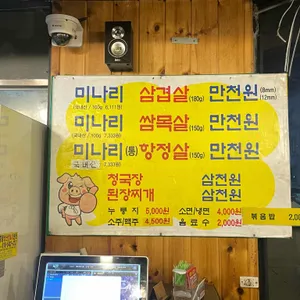 미나리 삼겹살 (180g) 만천원 (8mm) (12mm)
미나리 쌈목살 (150g) 만천원
미나리 (통) 항정살 (150g) 만천원
청국장 삼천원
된장찌개 삼천원
누룽지 5,000원 소면/냉면 4,000원
소주/맥주 4,500원 음료수 2,000원
볶음밥 2,000